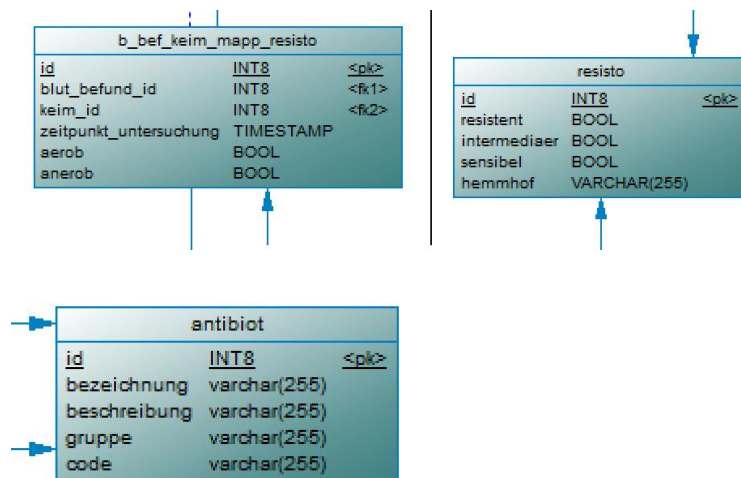 b_bef_keim_mapp_resisto
id INT8 <pk>
blut_befund_id INT8 <fk1>
keim_id INT8 <fk2>
zeitpunkt_untersuchung TIMESTAMP
aerob BOOL
anerob BOOL
resisto
id INT8 <pk>
resistent BOOL
intermediaer BOOL
sensibel BOOL
hemmhof VARCHAR(255)
antibiot
id INT8 <pk>
bezeichnung varchar(255)
beschreibung varchar(255)
gruppe varchar(255)
code varchar(255)